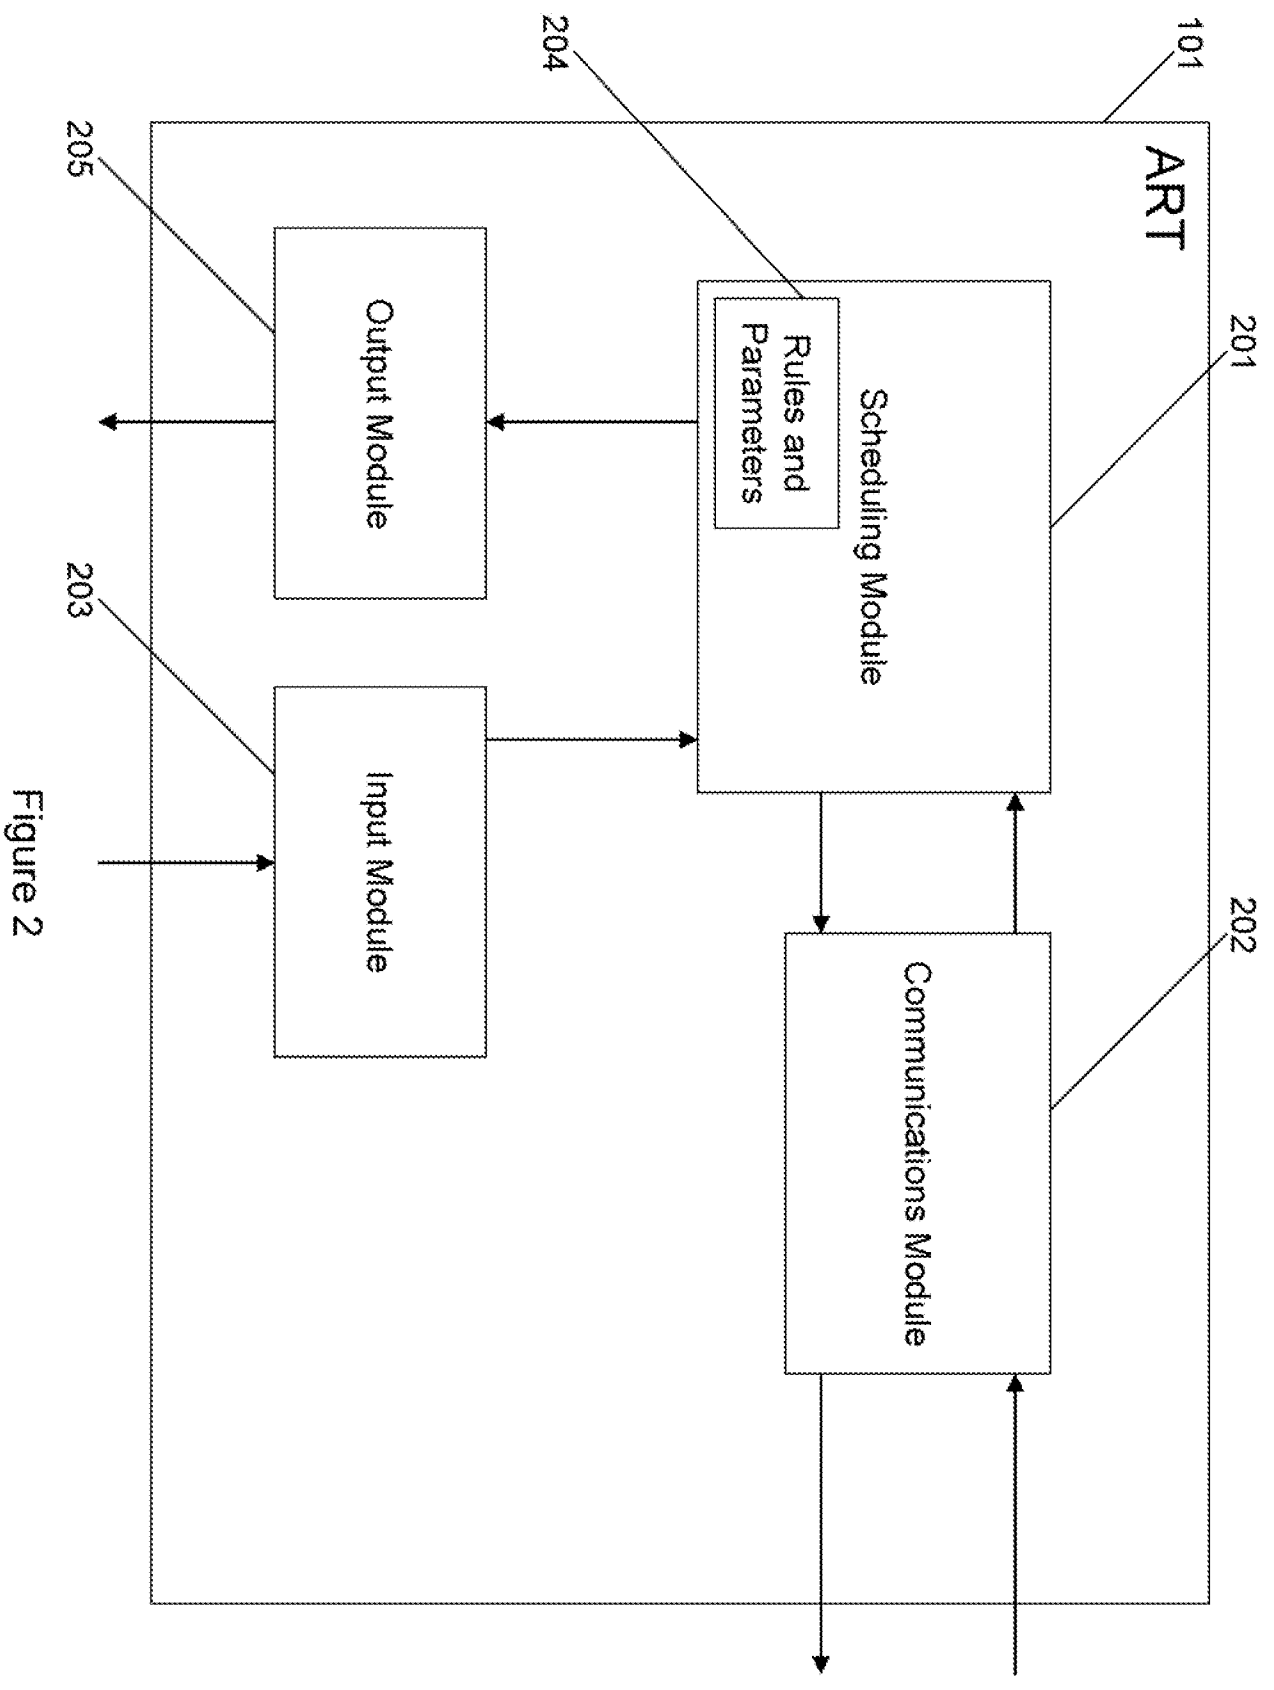 101
ART
201
202
204
Scheduling Module
Rules and
Parameters
Communications Module
205
Output Module
203
Input Module
Figure 2